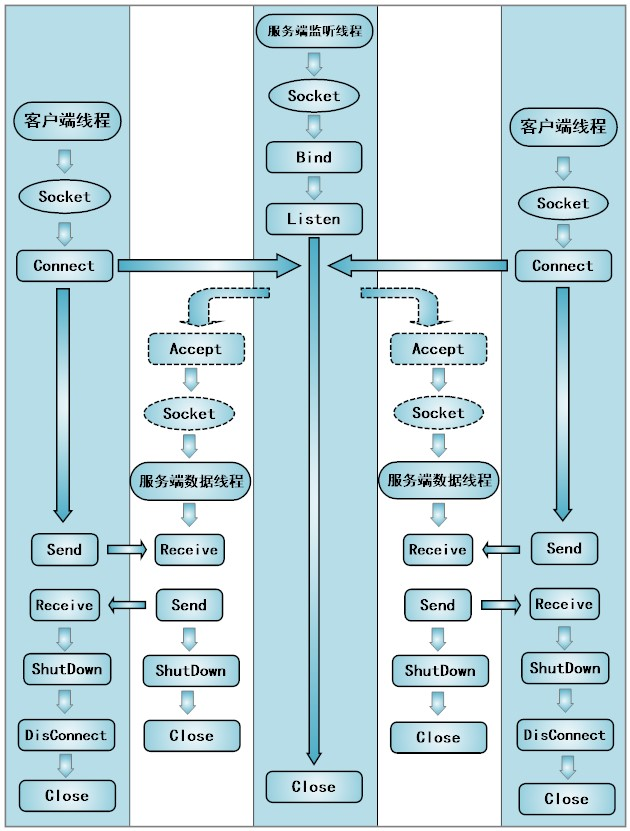 服务端监听线程
Socket
Bind
Listen
客户端线程
Socket
Connect
客户端线程
Socket
Connect
Accept
Socket
服务端数据线程
Accept
Socket
服务端数据线程
Send
Receive
Receive
Send
Receive
Send
Send
Receive
ShutDown
ShutDown
ShutDown
ShutDown
DisConnect
Close
Close
DisConnect
Close
Close
Close